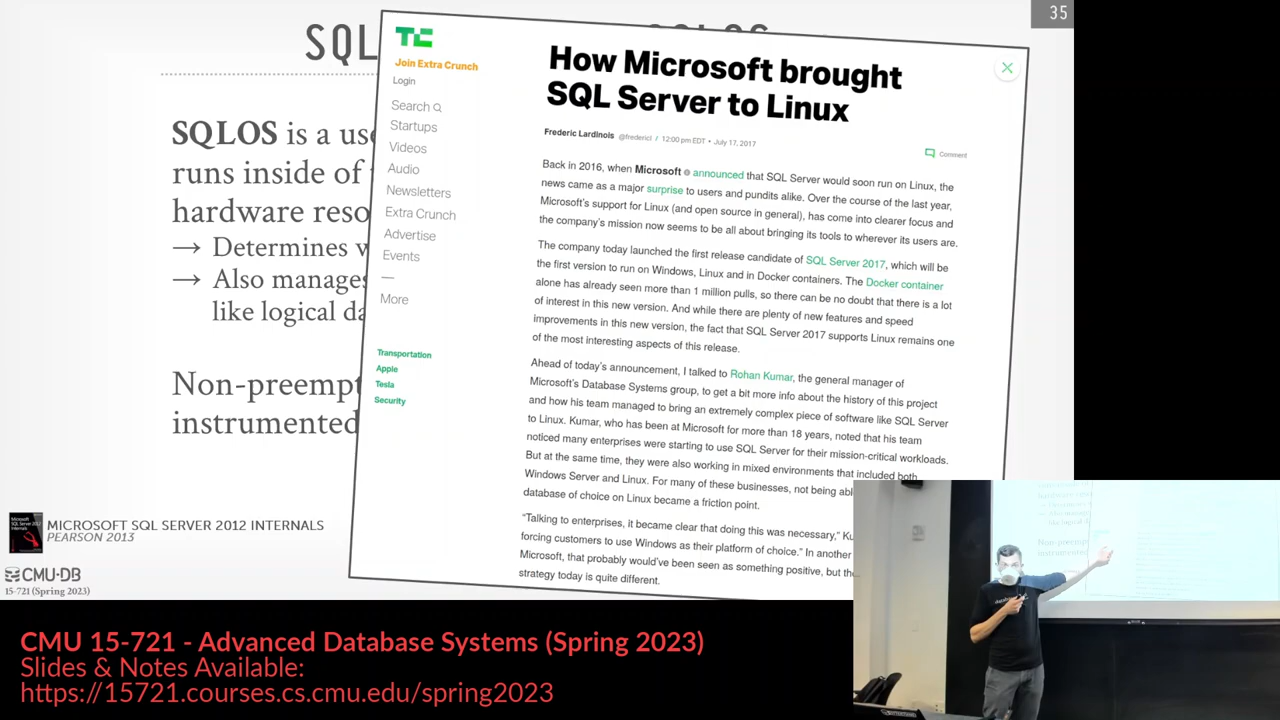 35
SQL
TC
Join Extra Crunch
Login
Search
Startups
Videos
Audio
Newsletters
Extra Crunch
Advertise
Events
—
More
Transportation
Apple
Tesla
Security
How Microsoft brought
SQL Server to Linux
Frederic Lardinois @fredericl / 12:00 pm EDT • July 17, 2017
Comment
Back in 2016, when Microsoft announced that SQL Server would soon run on Linux, the
news came as a major surprise to users and pundits alike. Over the course of the last year,
Microsoft's support for Linux (and open source in general), has come into clearer focus and
the company's mission now seems to be all about bringing its tools to wherever its users are.
The company today launched the first release candidate of SQL Server 2017, which will be
the first version to run on Windows, Linux and in Docker containers. The Docker container
alone has already seen more than 1 million pulls, so there can be no doubt that there is a lot
of interest in this new version. And while there are plenty of new features and speed
improvements in this new version, the fact that SQL Server 2017 supports Linux remains one
of the most interesting aspects of this release.
Ahead of today's announcement, I talked to Rohan Kumar, the general manager of
Microsoft's Database Systems group, to get a bit more info about the history of this project
and how his team managed to bring an extremely complex piece of software like SQL Server
to Linux. Kumar, who has been at Microsoft for more than 18 years, noted that his team
noticed many enterprises were starting to use SQL Server for their mission-critical workloads.
But at the same time, they were also working in mixed environments that included both
Windows Server and Linux. For many of these businesses, not being abl
database of choice on Linux became a friction point.
"Talking to enterprises, it became clear that doing this was necessary," Ku
forcing customers to use Windows as their platform of choice." In another
Microsoft, that probably would've been seen as something positive, but the
strategy today is quite different.
SQLOS is a use
runs inside of
hardware reso
→ Determines w
→ Also manages
like logical da
Non-preempt
instrumented
MICROSOFT SQL SERVER 2012 INTERNALS
PEARSON 2013
CMU·DB
15-721 (Spring 2023)
CMU 15-721 - Advanced Database Systems (Spring 2023)
Slides & Notes Available:
https://15721.courses.cs.cmu.edu/spring2023